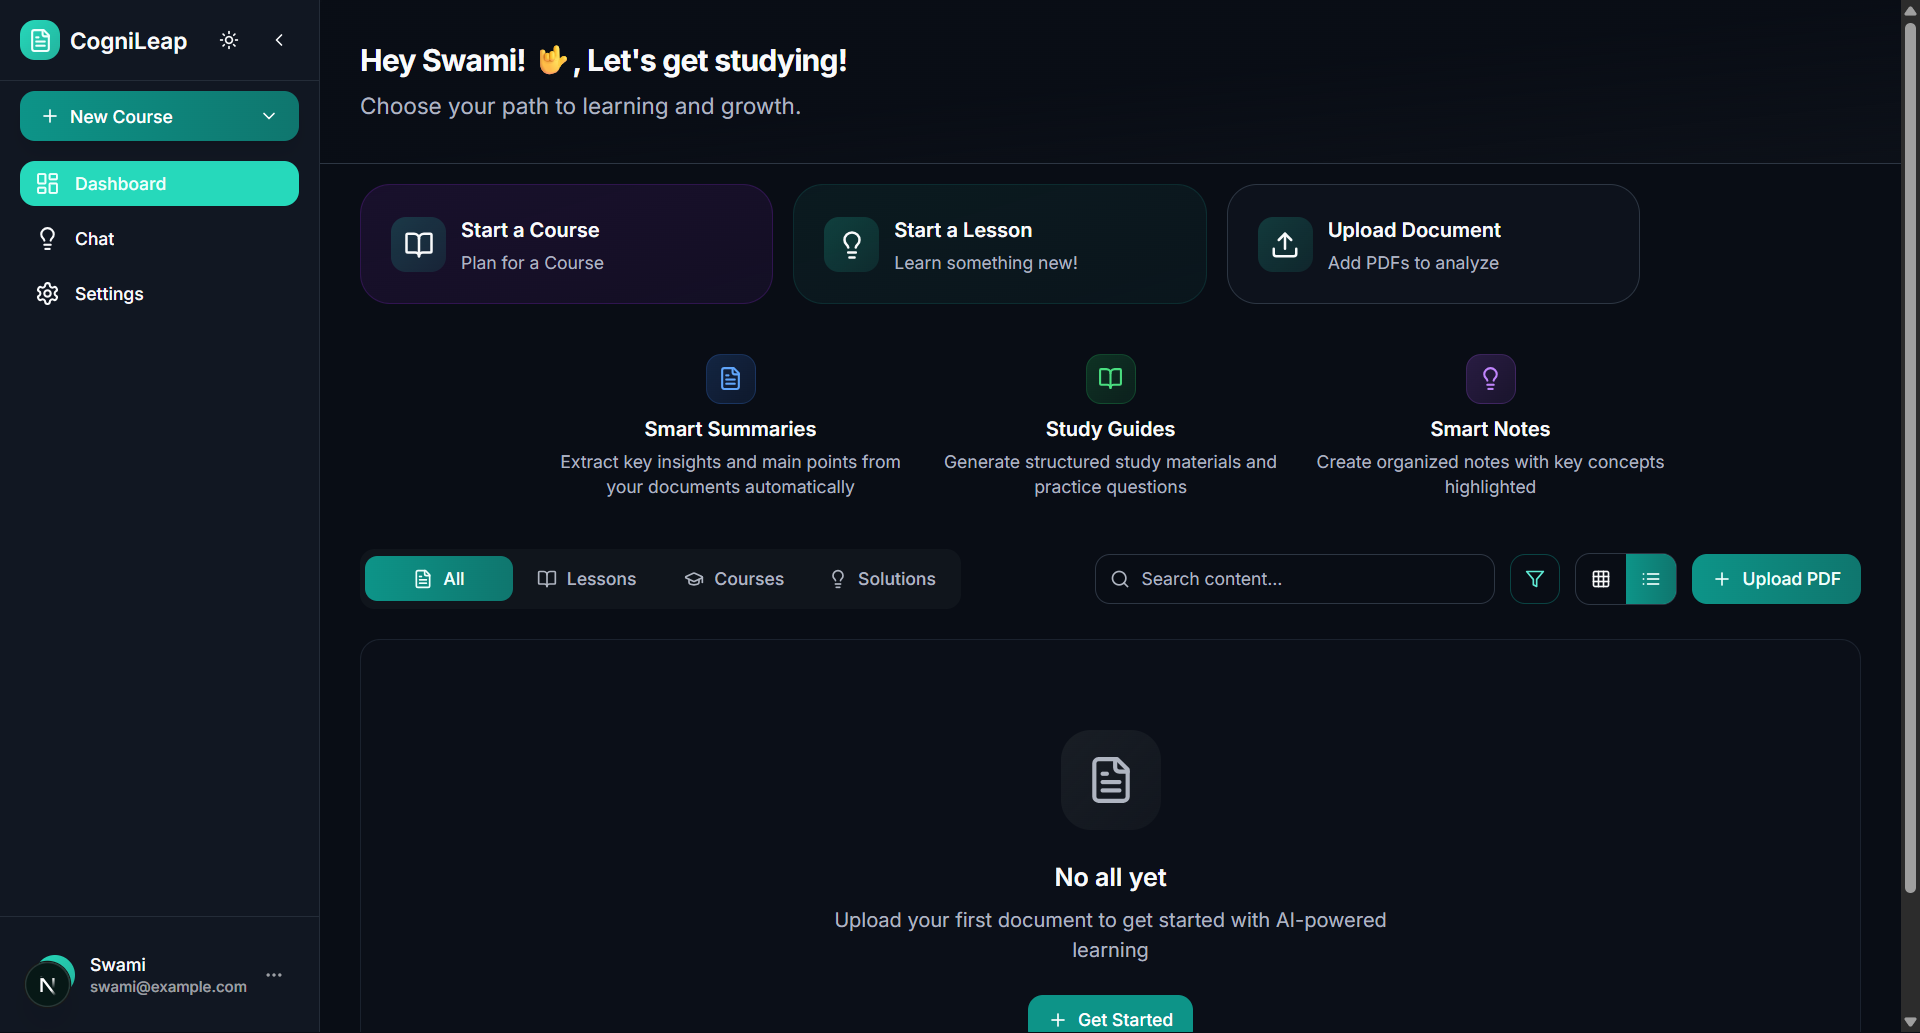 CogniLeap
New Course
Dashboard
Chat
Settings
Hey Swami! 🤟, Let's get studying!
Choose your path to learning and growth.
Start a Course
Plan for a Course
Start a Lesson
Learn something new!
Upload Document
Add PDFs to analyze
Smart Summaries
Extract key insights and main points from
your documents automatically
Study Guides
Generate structured study materials and
practice questions
Smart Notes
Create organized notes with key concepts
highlighted
All
Lessons
Courses
Solutions
Search content...
Upload PDF
No all yet
Upload your first document to get started with AI-powered
learning
Get Started
N
Swami
swami@example.com